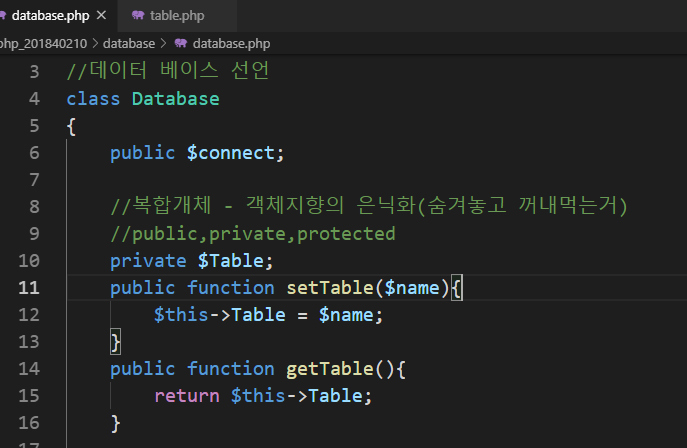 database.php ×
table.php
php_201840210 > database > database.php
3 //데이터 베이스 선언
4 class Database
5 {
6 public $connect;
7
8 //복합개체 - 객체지향의 은닉화(숨겨놓고 꺼내먹는거)
9 //public,private,protected
10 private $Table;
11 public function setTable($name){
12 $this->Table = $name;
13 }
14 public function getTable(){
15 return $this->Table;
16 }